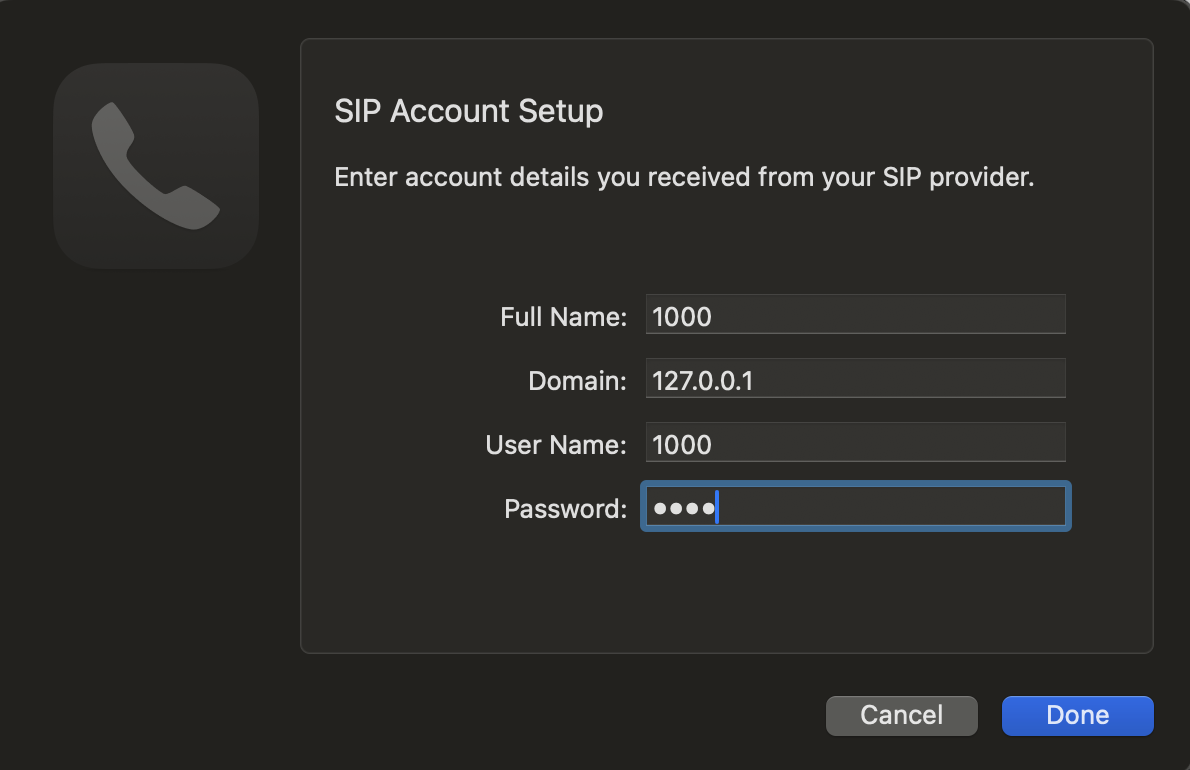 SIP Account Setup
Enter account details you received from your SIP provider.
Full Name: 1000
Domain: 127.0.0.1
User Name: 1000
Password: ••••
Cancel Done